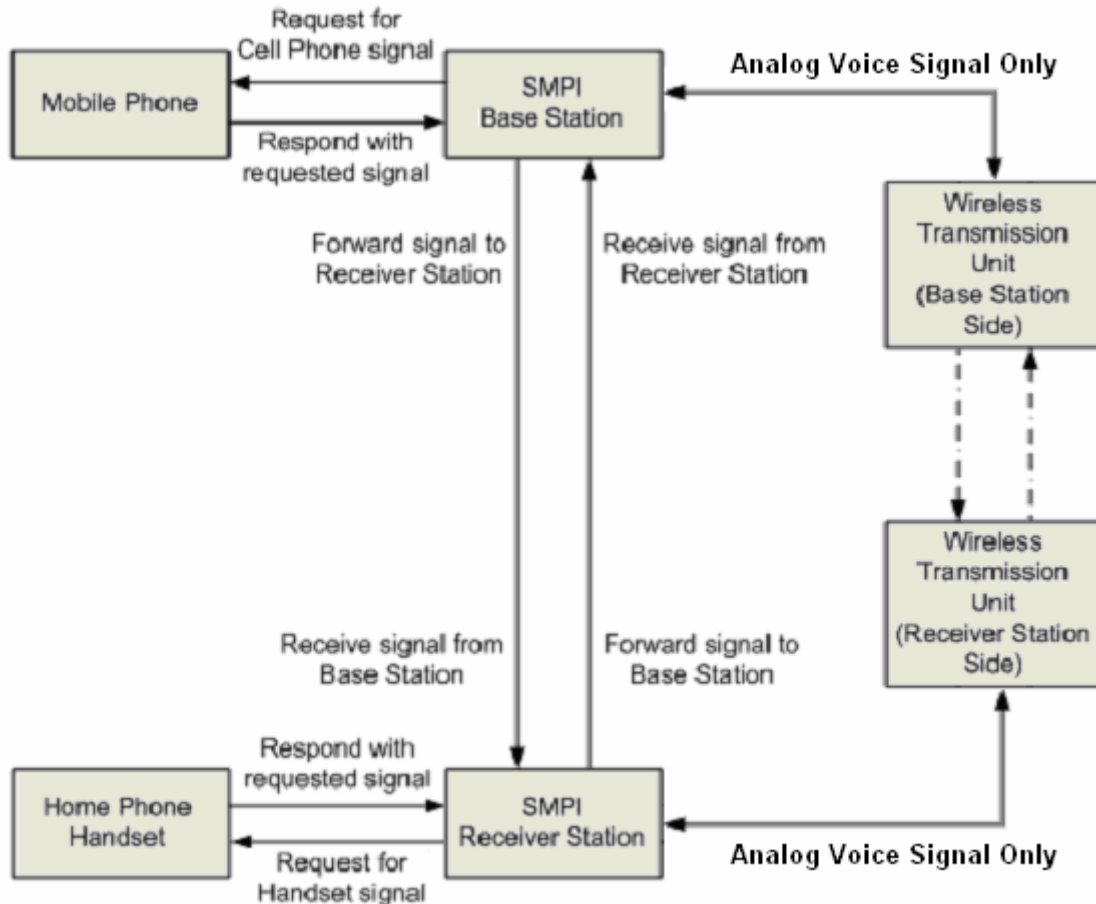 Request for
Cell Phone signal
Analog Voice Signal Only
Mobile Phone
SMPI
Base Station
Respond with
requested signal
Wireless
Transmission
Unit
(Base Station
Side)
Forward signal to
Receiver Station
Receive signal from
Receiver Station
Wireless
Transmission
Unit
(Receiver Station
Side)
Receive signal from
Base Station
Forward signal to
Base Station
Respond with
requested signal
Home Phone
Handset
SMPI
Receiver Station
Request for
Handset signal
Analog Voice Signal Only